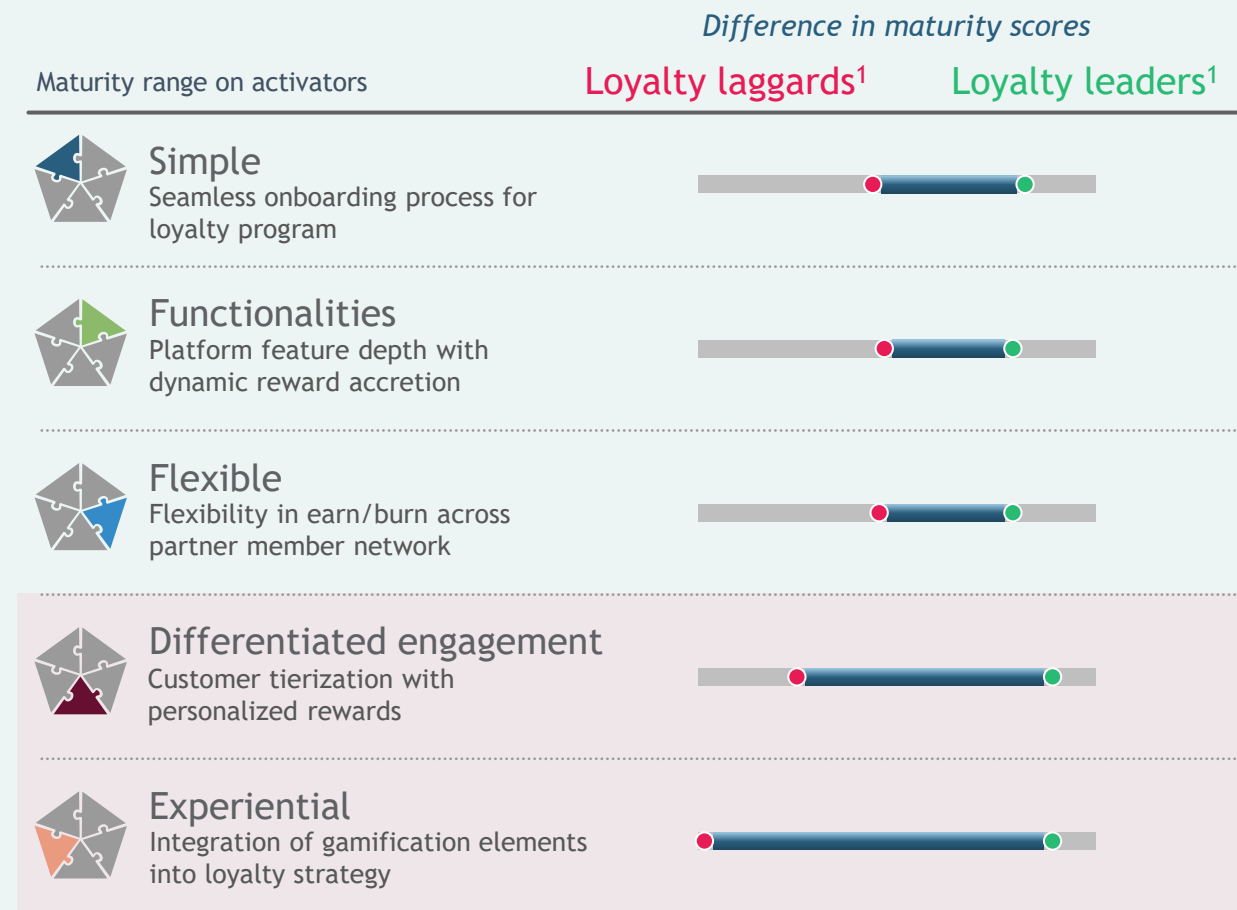 Difference in maturity scores
Maturity range on activators
Loyalty laggards¹
Loyalty leaders¹
Simple
Seamless onboarding process for
loyalty program
Functionalities
Platform feature depth with
dynamic reward accretion
Flexible
Flexibility in earn/burn across
partner member network
Differentiated engagement
Customer tierization with
personalized rewards
Experiential
Integration of gamification elements
into loyalty strategy